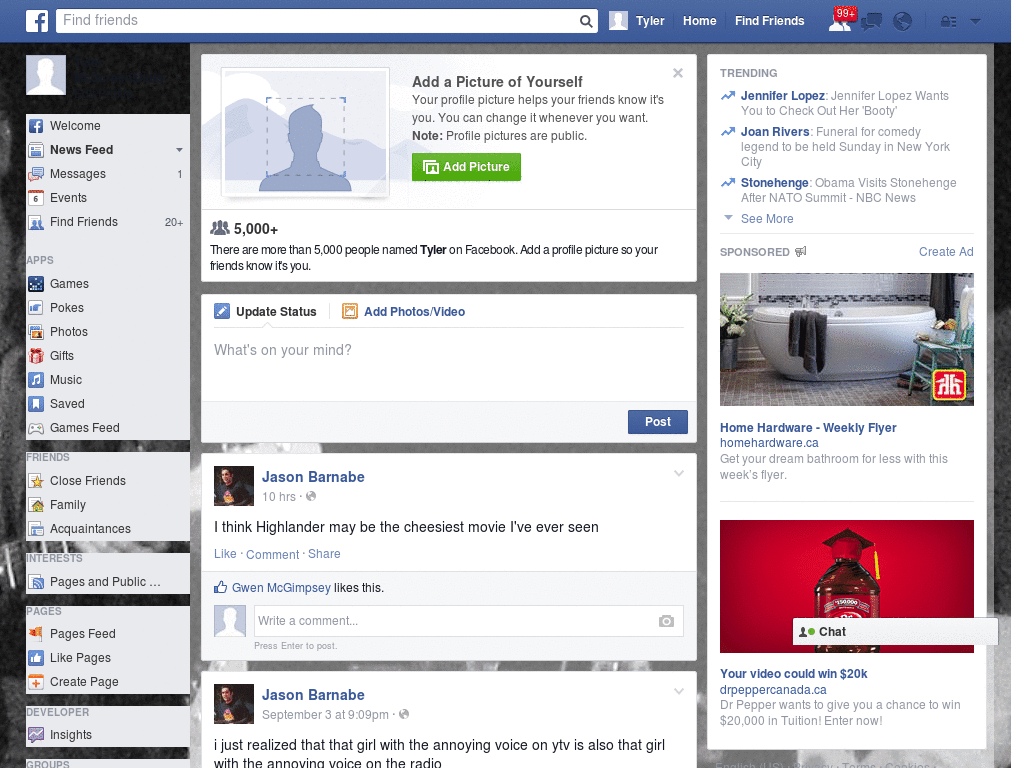 Find friends
Tyler
Home
Find Friends
99+
Welcome
News Feed
Messages 1
6 Events
Find Friends 20+
APPS
Games
Pokes
Photos
Gifts
Music
Saved
Games Feed
FRIENDS
Close Friends
Family
Acquaintances
INTERESTS
Pages and Public ...
PAGES
Pages Feed
Like Pages
Create Page
DEVELOPER
Insights
GROUPS
Add a Picture of Yourself
Your profile picture helps your friends know it's
you. You can change it whenever you want.
Note: Profile pictures are public.
Add Picture
5,000+
There are more than 5,000 people named Tyler on Facebook. Add a profile picture so your
friends know it's you.
Update Status
Add Photos/Video
What's on your mind?
Post
Jason Barnabe
10 hrs ·
I think Highlander may be the cheesiest movie I've ever seen
Like · Comment · Share
Gwen McGimpsey likes this.
Write a comment...
Press Enter to post.
Jason Barnabe
September 3 at 9:09pm ·
i just realized that that girl with the annoying voice on ytv is also that girl
with the annoying voice on the radio
TRENDING
Jennifer Lopez: Jennifer Lopez Wants
You to Check Out Her 'Booty'
Joan Rivers: Funeral for comedy
legend to be held Sunday in New York
City
Stonehenge: Obama Visits Stonehenge
After NATO Summit - NBC News
See More
SPONSORED
Create Ad
Home Hardware - Weekly Flyer
homehardware.ca
Get your dream bathroom for less with this
week's flyer.
$150,000
Chat
Your video could win $20k
drpeppercanada.ca
Dr Pepper wants to give you a chance to win
$20,000 in Tuition! Enter now!
English (US) · Privacy · Terms · Cookies ·